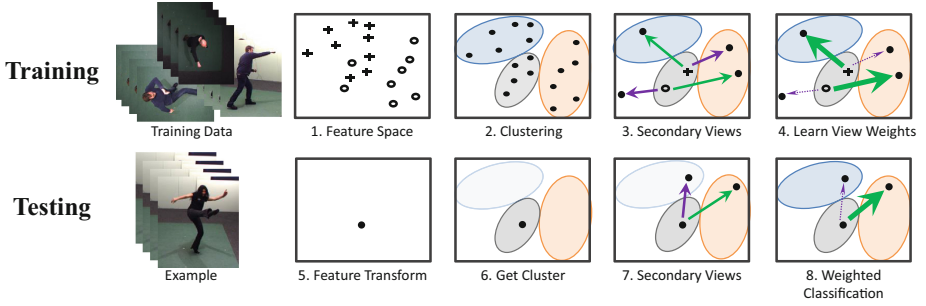 Training
Training Data
1. Feature Space
2. Clustering
3. Secondary Views
4. Learn View Weights
Testing
Example
5. Feature Transform
6. Get Cluster
7. Secondary Views
8. Weighted
Classification